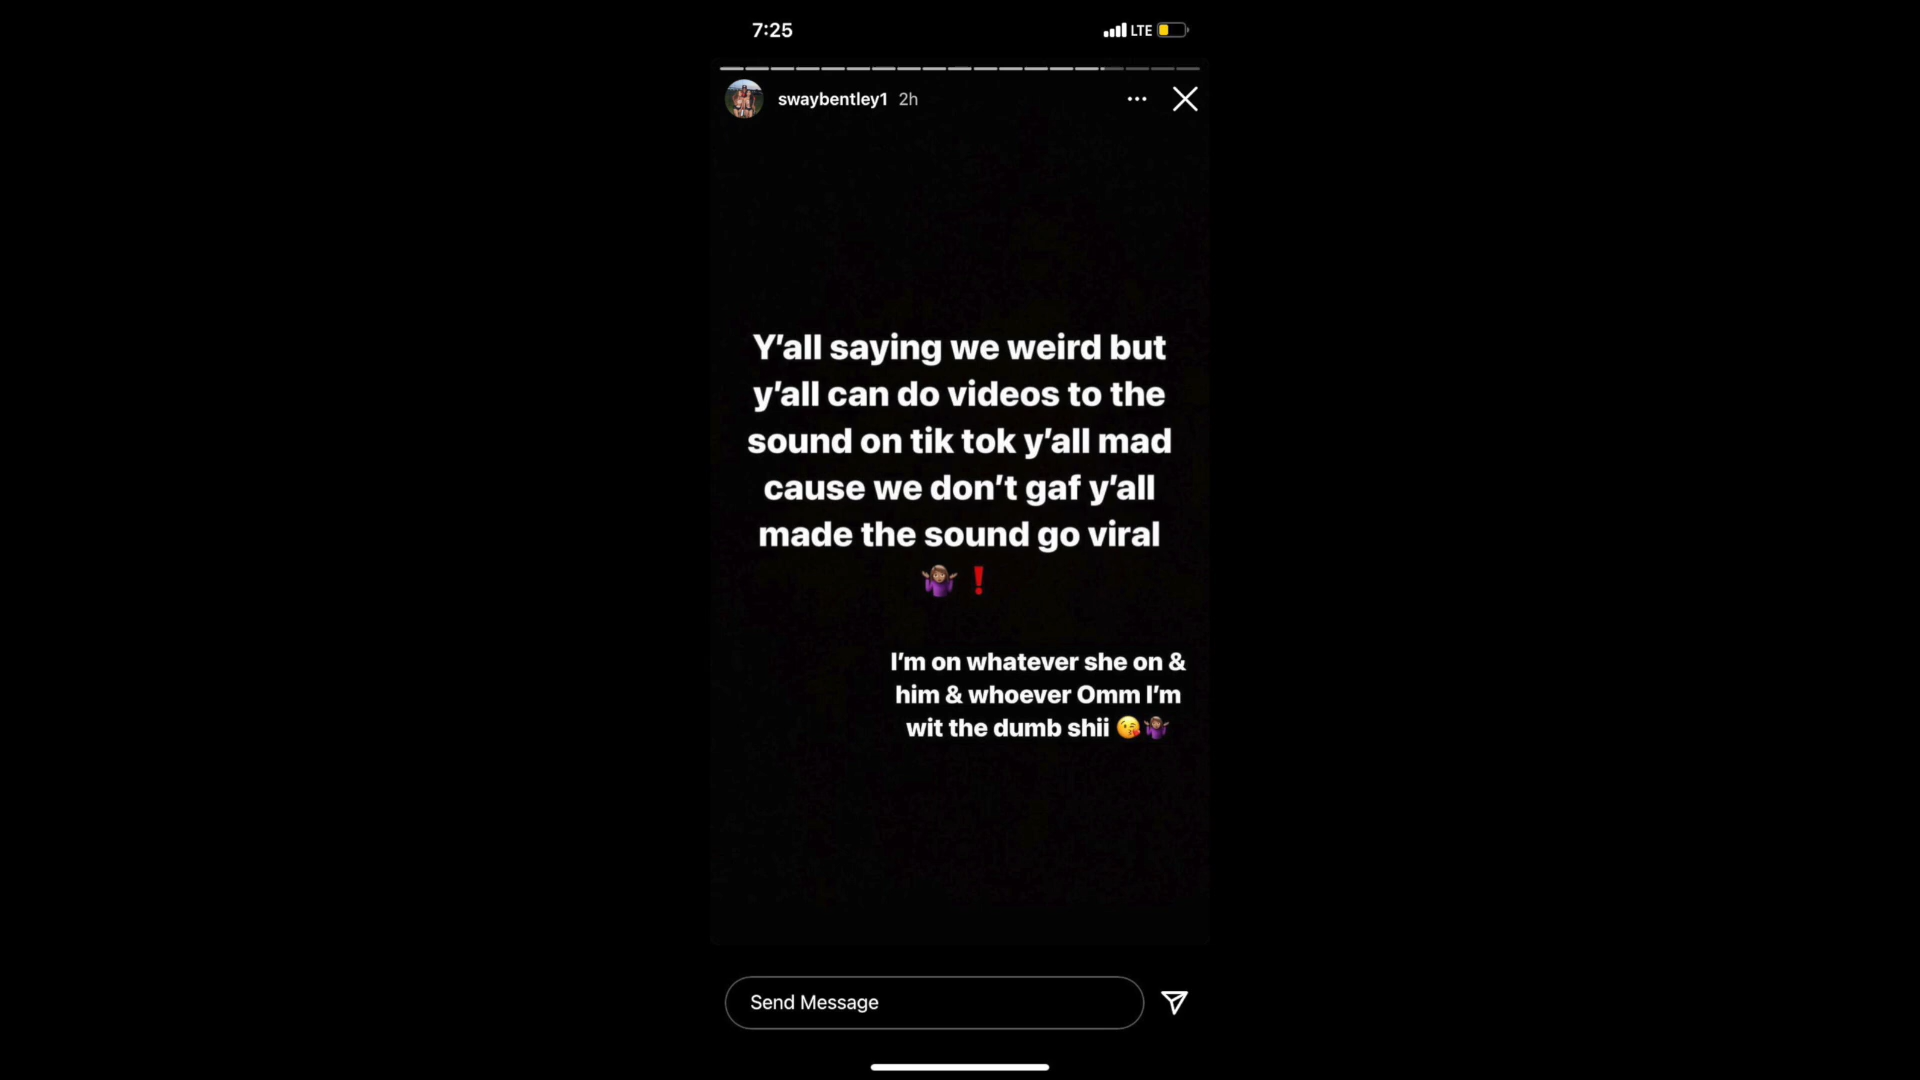 7:25
LTE
swaybentley1 2h
Y'all saying we weird but
y'all can do videos to the
sound on tik tok y'all mad
cause we don't gaf y'all
made the sound go viral
🤷🏽‍♀️❗
I'm on whatever she on &
him & whoever Omm I'm
wit the dumb shii 😘🤷🏽‍♀️
Send Message